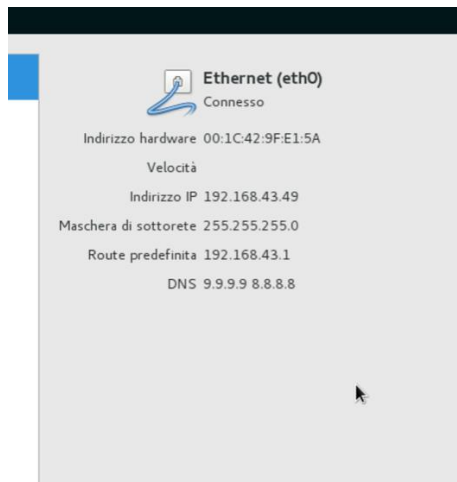 Ethernet (eth0)
Connesso
Indirizzo hardware 00:1C:42:9F:E1:5A
Velocità
Indirizzo IP 192.168.43.49
Maschera di sottorete 255.255.255.0
Route predefinita 192.168.43.1
DNS 9.9.9.9 8.8.8.8